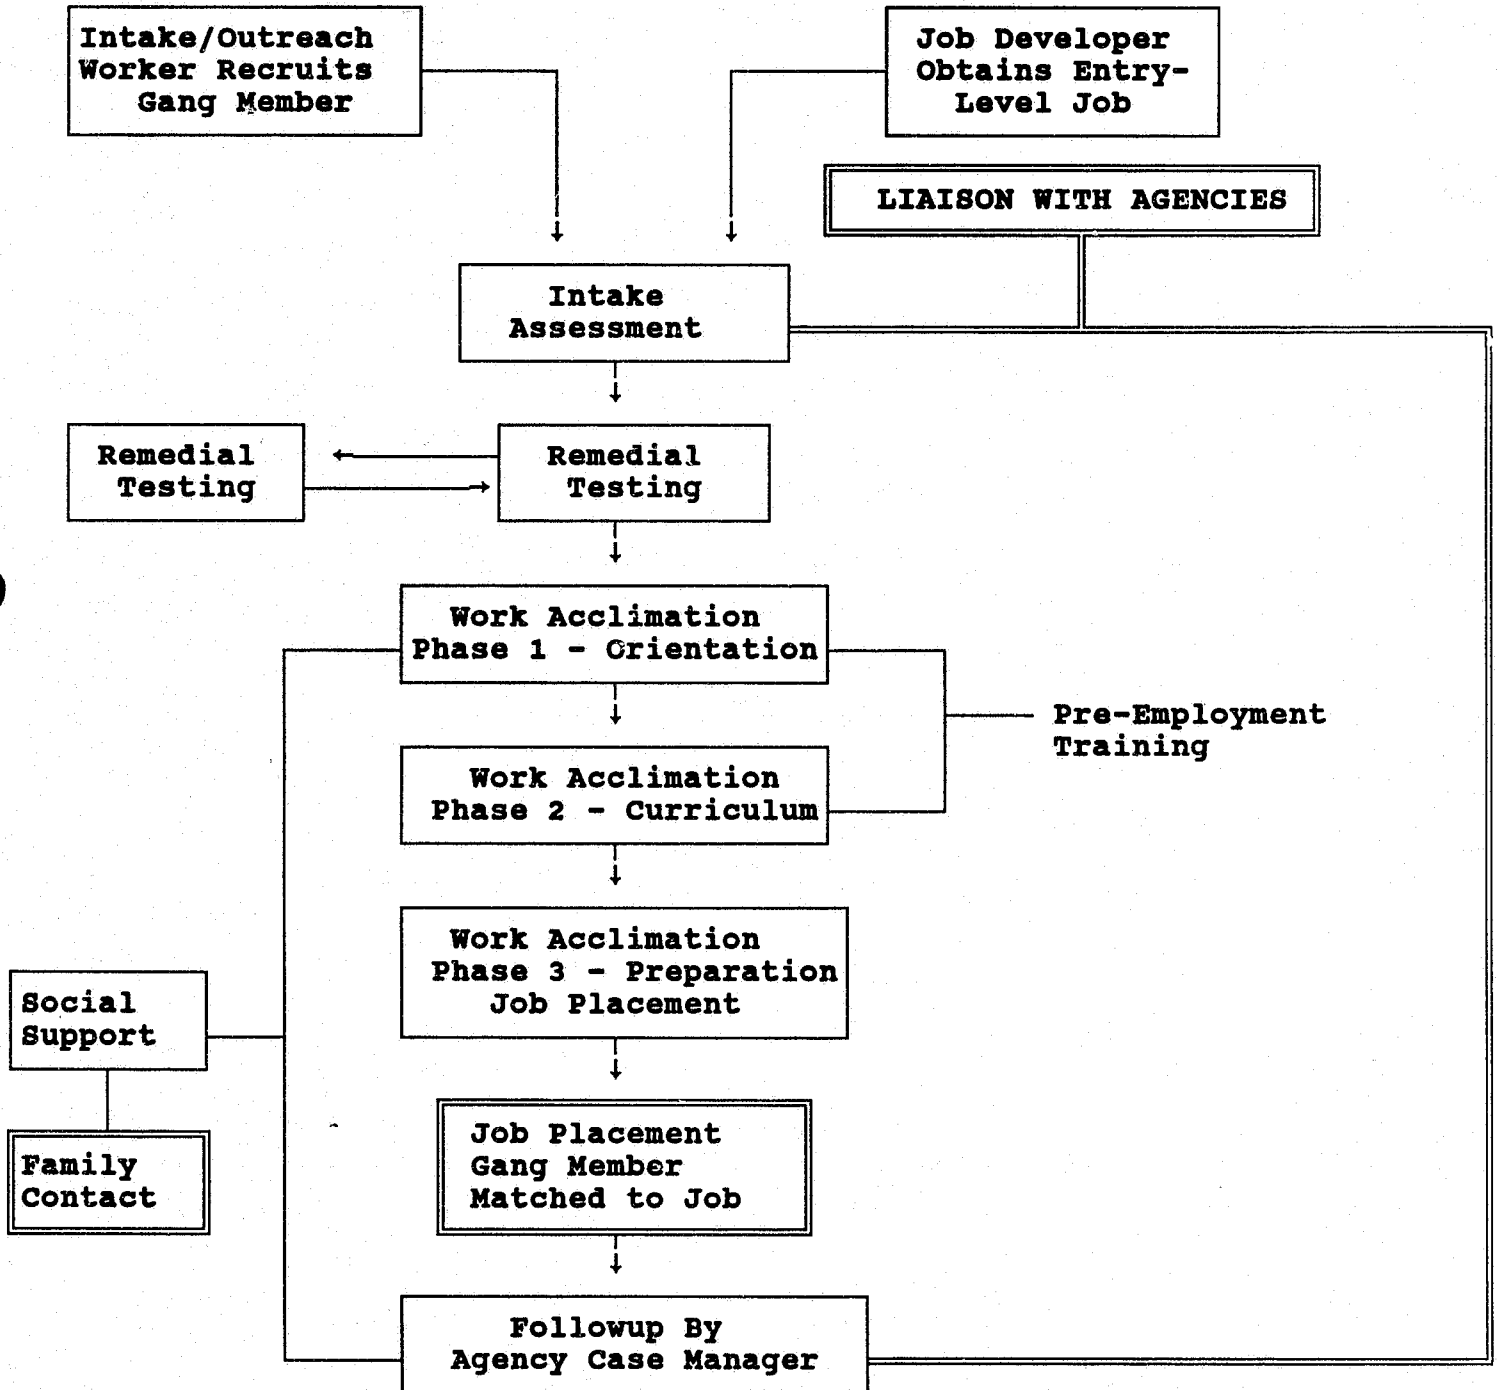 Intake/Outreach
Worker Recruits
Gang Member
Job Developer
Obtains Entry-
Level Job
LIAISON WITH AGENCIES
Intake
Assessment
Remedial
Testing
Remedial
Testing
Work Acclimation
Phase 1 - Orientation
Pre-Employment
Training
Work Acclimation
Phase 2 - Curriculum
Work Acclimation
Phase 3 - Preparation
Job Placement
Social
Support
Family
Contact
Job Placement
Gang Member
Matched to Job
Followup By
Agency Case Manager